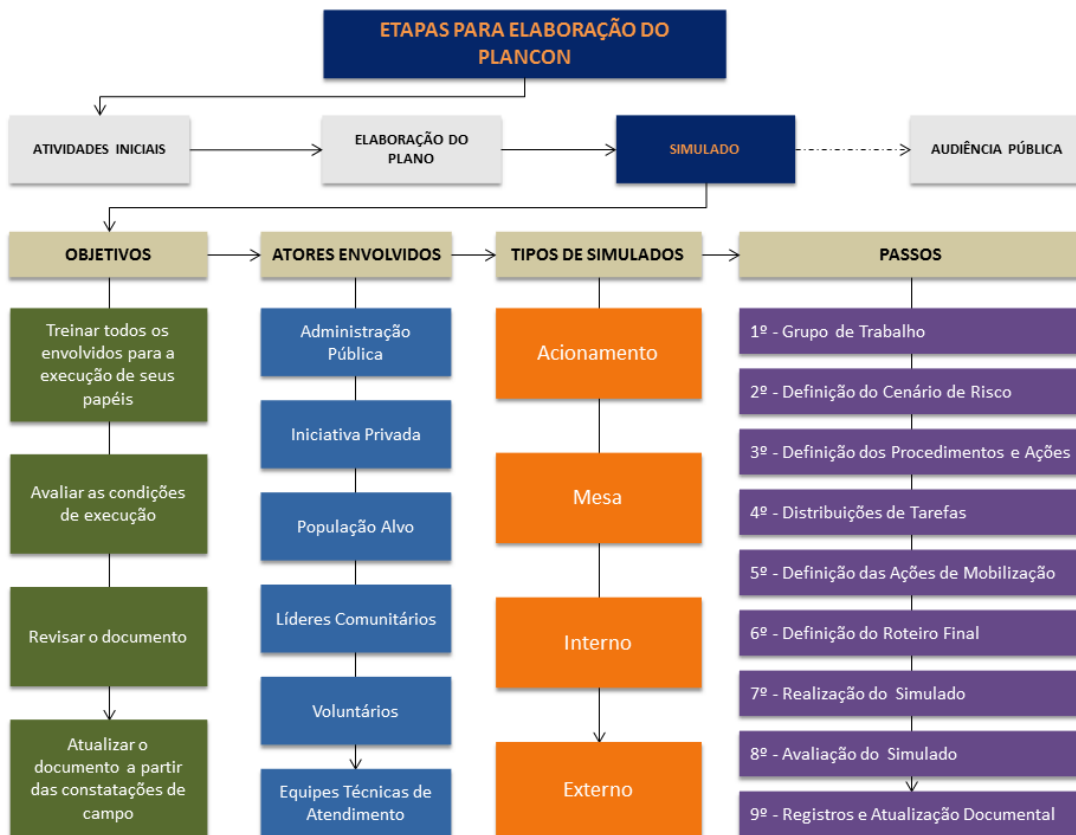 ETAPAS PARA ELABORAÇÃO DO
PLANCON
ATIVIDADES INICIAIS
ELABORAÇÃO DO
PLANO
SIMULADO
AUDIÊNCIA PÚBLICA
OBJETIVOS
ATORES ENVOLVIDOS
TIPOS DE SIMULADOS
PASSOS
Treinar todos os
envolvidos para a
execução de seus
papéis
Avaliar as condições
de execução
Revisar o documento
Atualizar o
documento a partir
das constatações de
campo
Administração
Pública
Iniciativa Privada
População Alvo
Líderes Comunitários
Voluntários
Equipes Técnicas de
Atendimento
Acionamento
Mesa
Interno
Externo
1º - Grupo de Trabalho
2º - Definição do Cenário de Risco
3º - Definição dos Procedimentos e Ações
4º - Distribuições de Tarefas
5º - Definição das Ações de Mobilização
6º - Definição do Roteiro Final
7º - Realização do Simulado
8º - Avaliação do Simulado
9º - Registros e Atualização Documental